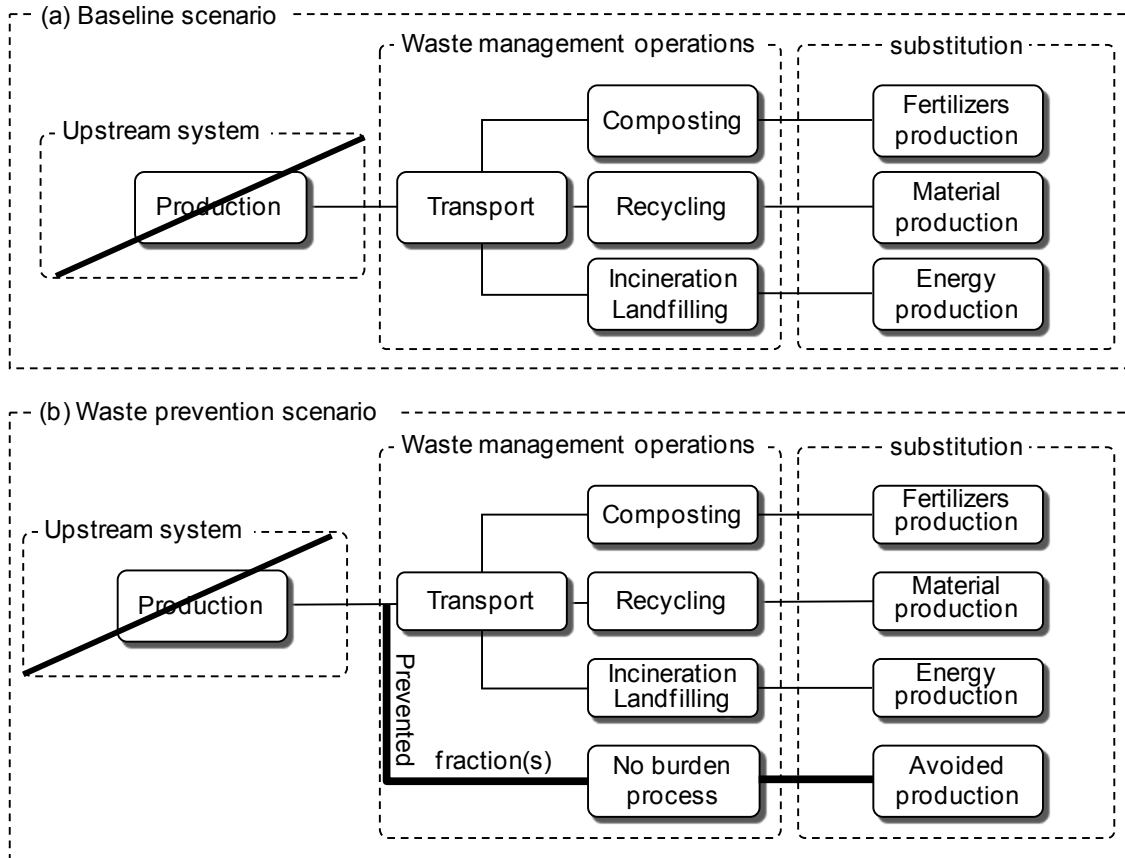 (a) Baseline scenario
Waste management operations
substitution
Upstream system
Production
Transport
Composting
Recycling
Incineration
Landfilling
Fertilizers
production
Material
production
Energy
production
(b) Waste prevention scenario
Waste management operations
substitution
Upstream system
Production
Transport
Composting
Recycling
Incineration
Landfilling
Prevented
fraction(s)
No burden
process
Fertilizers
production
Material
production
Energy
production
Avoided
production